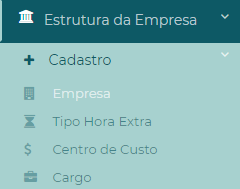 Estrutura da Empresa
Cadastro
Empresa
Tipo Hora Extra
Centro de Custo
Cargo